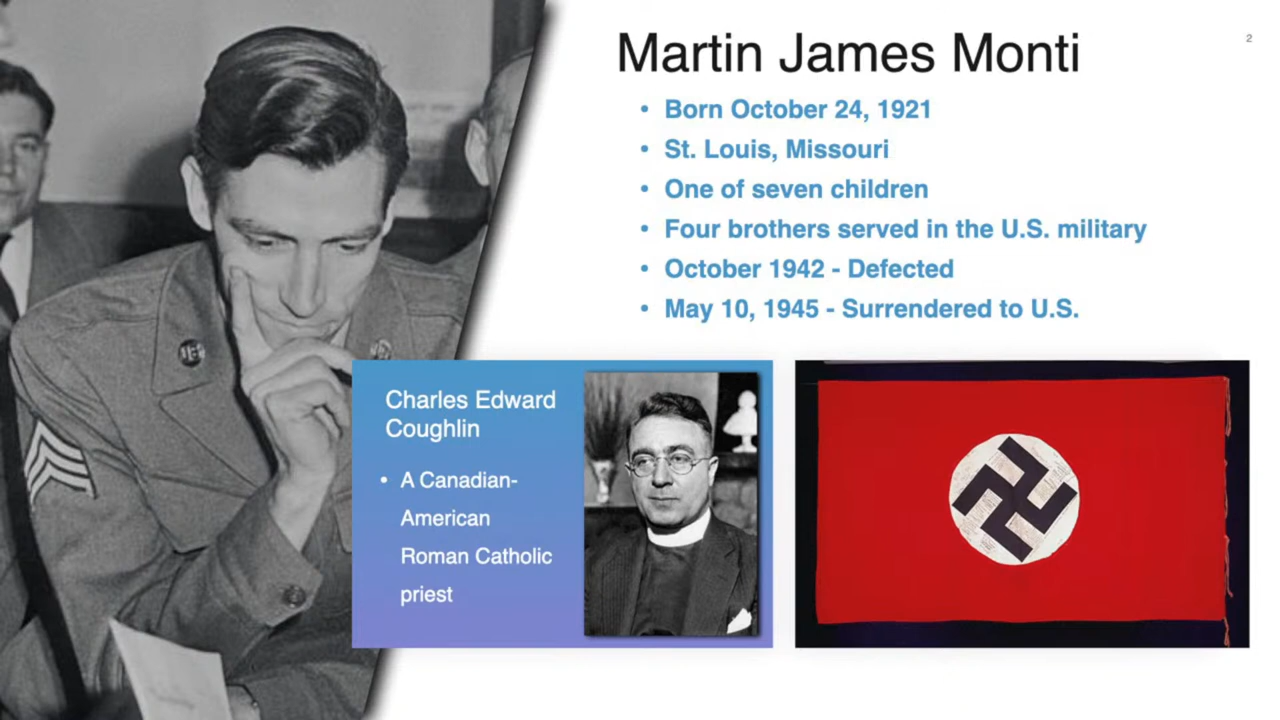 2
Martin James Monti
• Born October 24, 1921
• St. Louis, Missouri
• One of seven children
• Four brothers served in the U.S. military
• October 1942 - Defected
• May 10, 1945 - Surrendered to U.S.
Charles Edward
Coughlin
• A Canadian-
American
Roman Catholic
priest